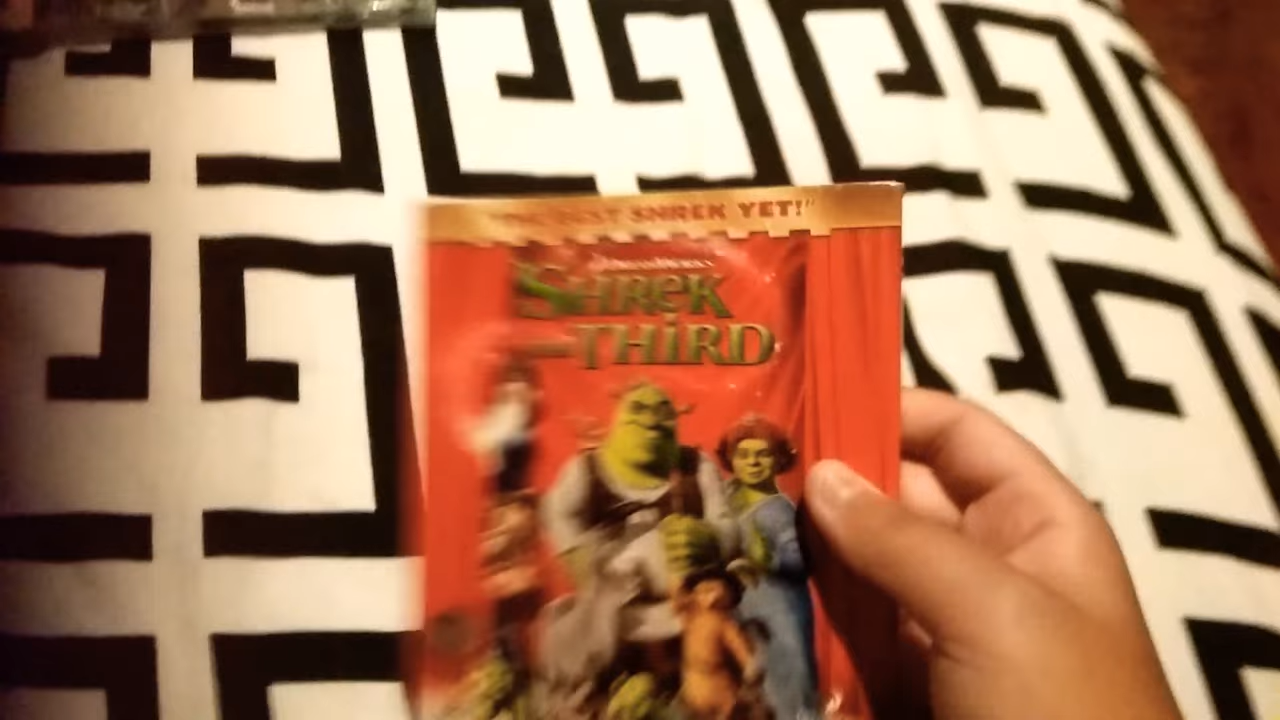 "THE BEST SHREK YET!"
DREAMWORKS
SHREK
THE THIRD